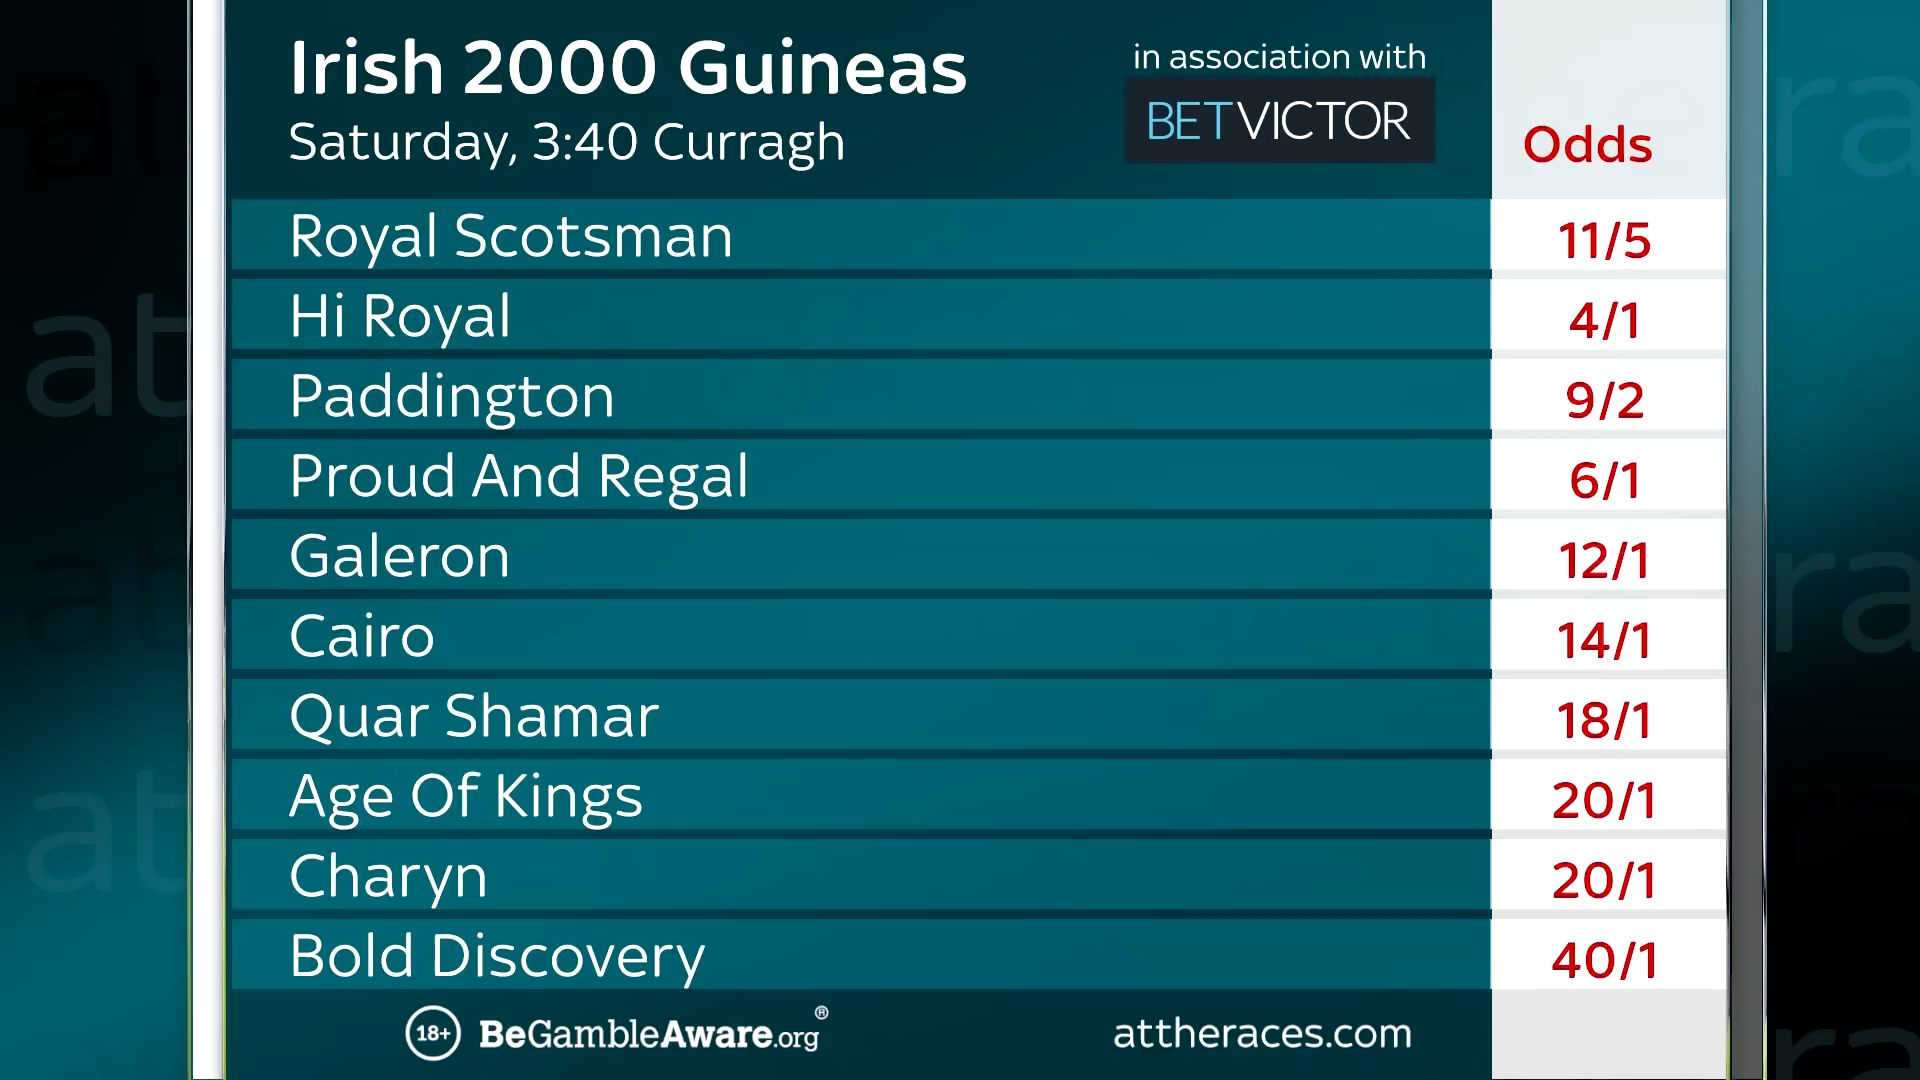 Irish 2000 Guineas
Saturday, 3:40 Curragh
in association with
BETVICTOR
Odds
Royal Scotsman 11/5
Hi Royal 4/1
Paddington 9/2
Proud And Regal 6/1
Galeron 12/1
Cairo 14/1
Quar Shamar 18/1
Age Of Kings 20/1
Charyn 20/1
Bold Discovery 40/1
18+ BeGambleAware.org®
attheraces.com